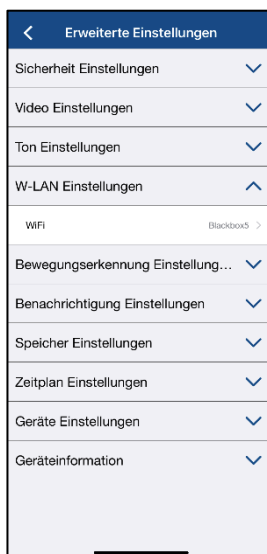 Erweiterte Einstellungen
Sicherheit Einstellungen
Video Einstellungen
Ton Einstellungen
W-LAN Einstellungen
WiFi Blackbox5
Bewegungserkennung Einstellung...
Benachrichtigung Einstellungen
Speicher Einstellungen
Zeitplan Einstellungen
Geräte Einstellungen
Geräteinformation